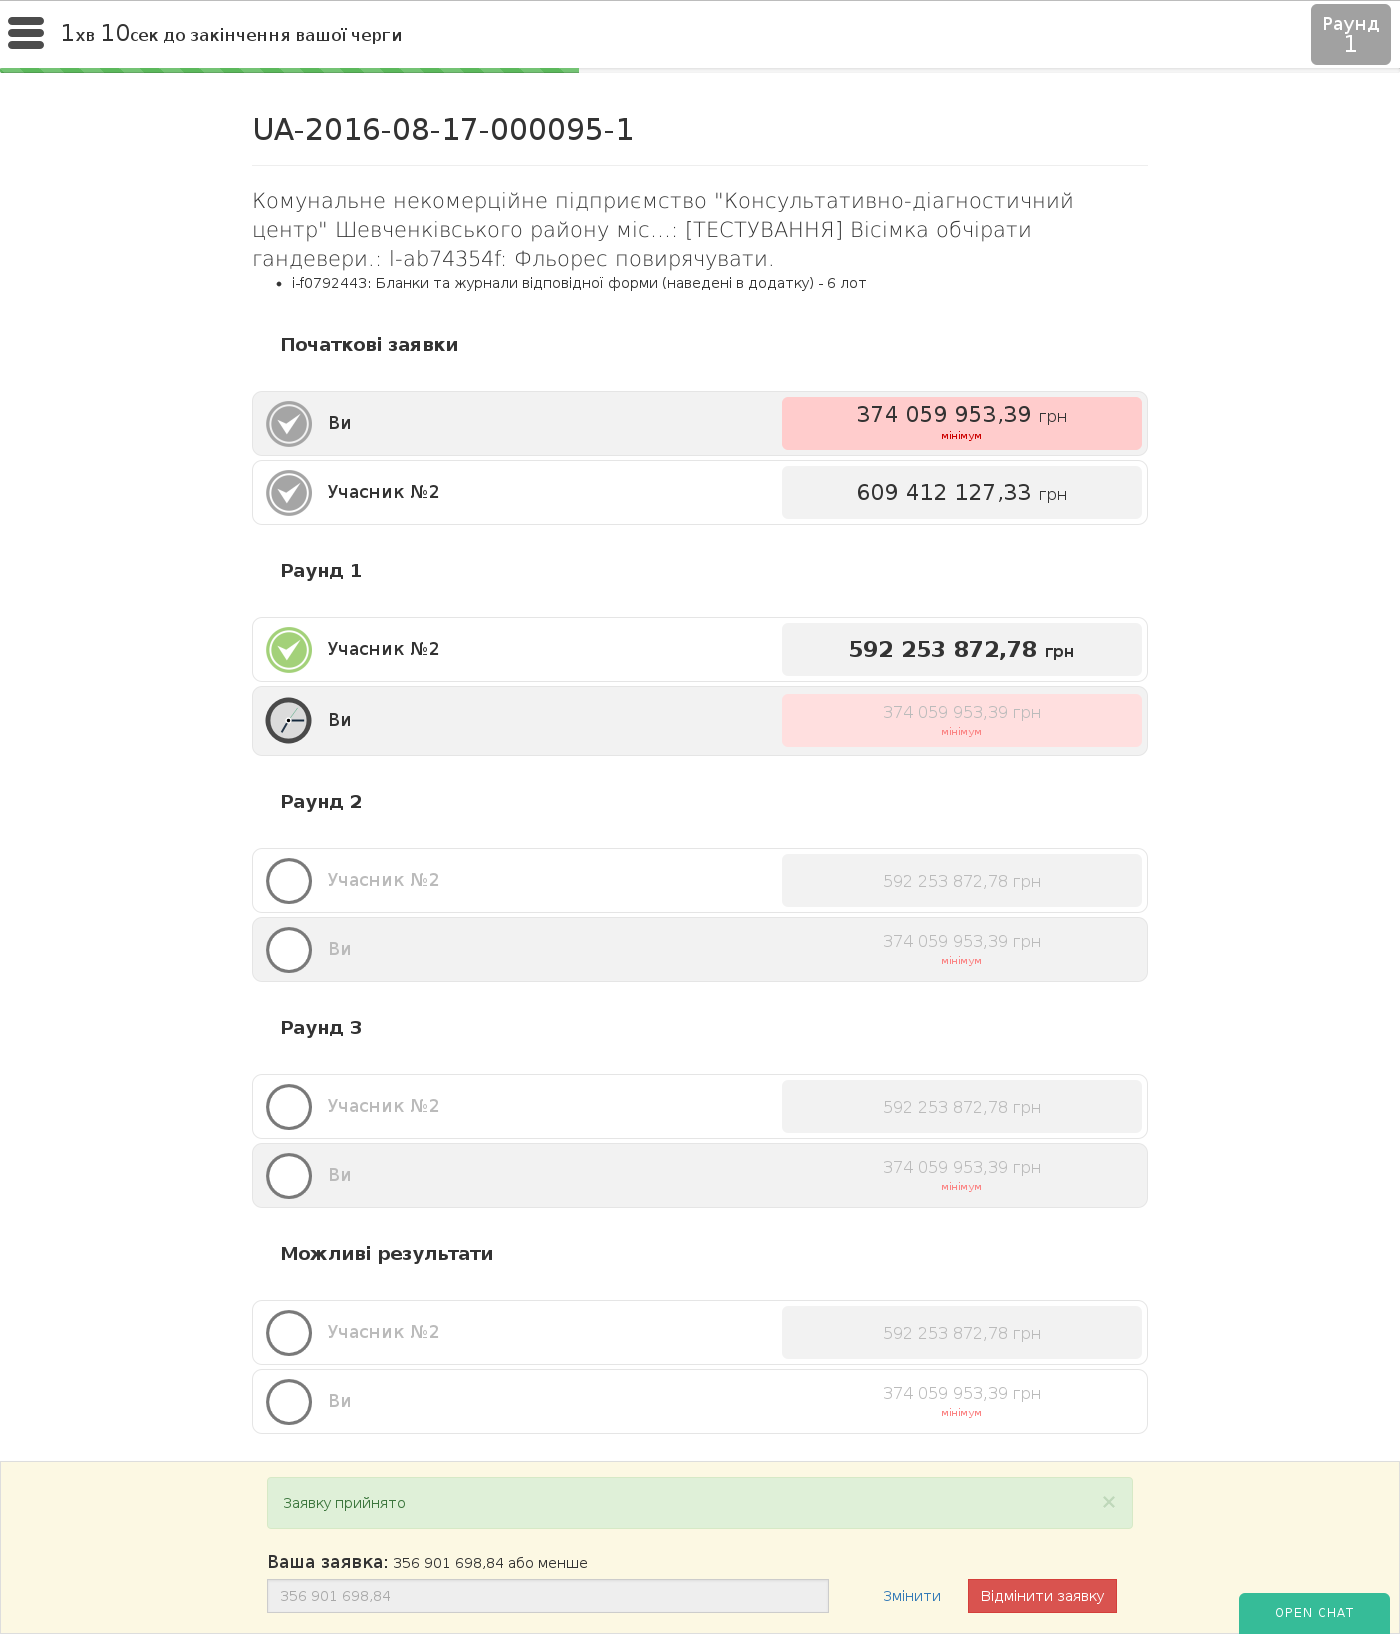 1хв 10сек до закінчення вашої черги
Раунд
1
UA-2016-08-17-000095-1
Комунальне некомерційне підприємство "Консультативно-діагностичний
центр" Шевченківського району міс...: [ТЕСТУВАННЯ] Вісімка обчірати
гандевери.: l-ab74354f: Фльорес повирячувати.
i-f0792443: Бланки та журнали відповідної форми (наведені в додатку) - 6 лот
Початкові заявки
Ви
374 059 953,39 грн
мінімум
Учасник №2
609 412 127,33 грн
Раунд 1
Учасник №2
592 253 872,78 грн
Ви
374 059 953,39 грн
мінімум
Раунд 2
Учасник №2
592 253 872,78 грн
Ви
374 059 953,39 грн
мінімум
Раунд 3
Учасник №2
592 253 872,78 грн
Ви
374 059 953,39 грн
мінімум
Можливі результати
Учасник №2
592 253 872,78 грн
Ви
374 059 953,39 грн
мінімум
Заявку прийнято ×
Ваша заявка: 356 901 698,84 або менше
356 901 698,84
Змінити
Відмінити заявку
OPEN CHAT